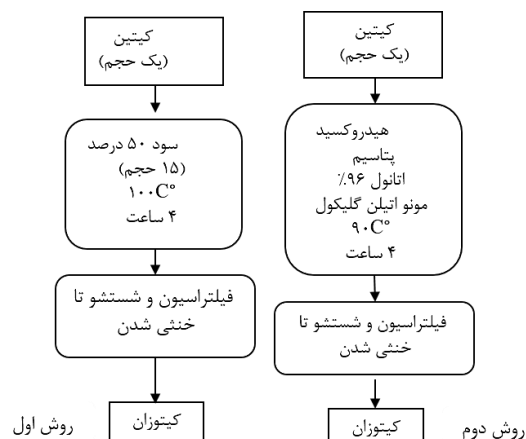 کیتین
(یک حجم)
هیدروکسید
پتاسیم
اتانول ۹۶٪
مونو اتیلن گلیکول
۹۰C°
۴ ساعت
فیلتراسیون و شستشو تا
خنثی شدن
کیتوزان
روش دوم
کیتین
(یک حجم)
سود ۵۰ درصد
(۱۵ حجم)
۱۰۰C°
۴ ساعت
فیلتراسیون و شستشو تا
خنثی شدن
کیتوزان
روش اول